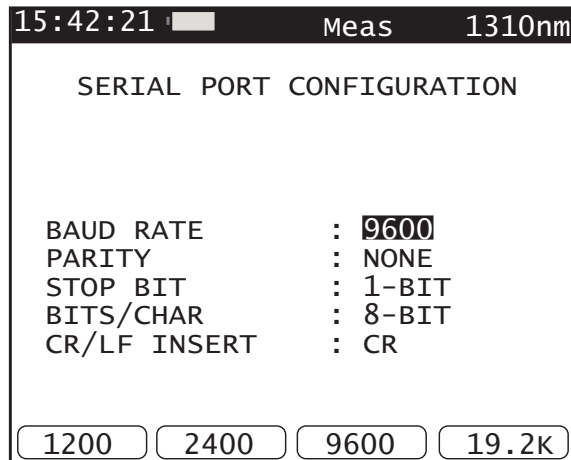 15:42:21 Meas 1310nm
SERIAL PORT CONFIGURATION
BAUD RATE : 9600
PARITY : NONE
STOP BIT : 1-BIT
BITS/CHAR : 8-BIT
CR/LF INSERT : CR
1200 2400 9600 19.2K